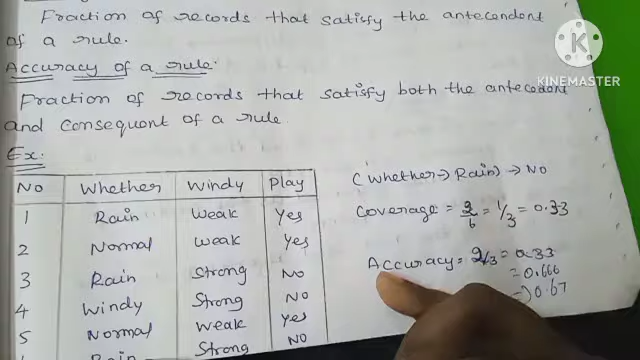 Fraction of records that satisfy the antecendent
of a rule.
Accuracy of a rule.
Fraction of records that satisfy both the antecedent
and consequent of a rule.
Ex:
NO Whether Windy Play
1 Rain Weak Yes
2 Normal weak Yes
3 Rain Strong NO
4 Windy Strong NO
5 Normal Weak Yes
Rain Strong NO
(Whether→Rain)→NO
Coverage = 2/6 = 1/3 = 0.33
Accuracy = 2/3 = 0.33
= 0.666
=) 0.67
KINEMASTER